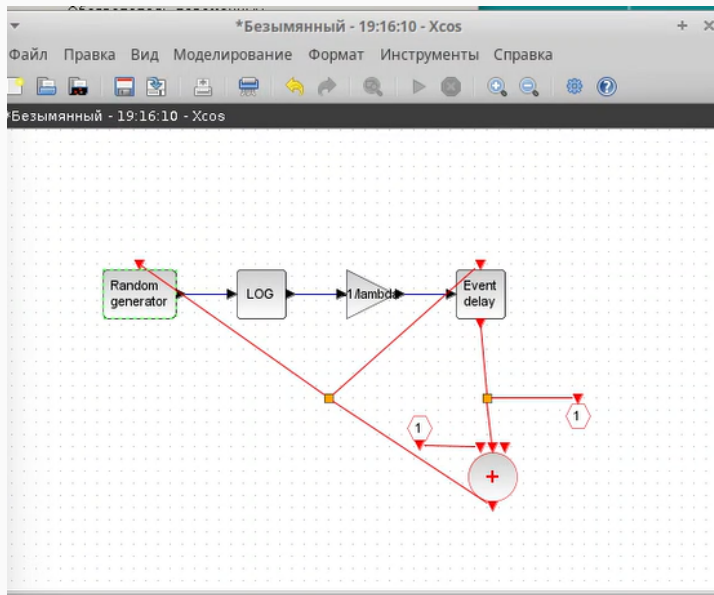 *Безымянный - 19:16:10 - Xcos
Файл Правка Вид Моделирование Формат Инструменты Справка
*Безымянный - 19:16:10 - Xcos
Random
generator
LOG
1/lambda
Event
delay
1
1
+